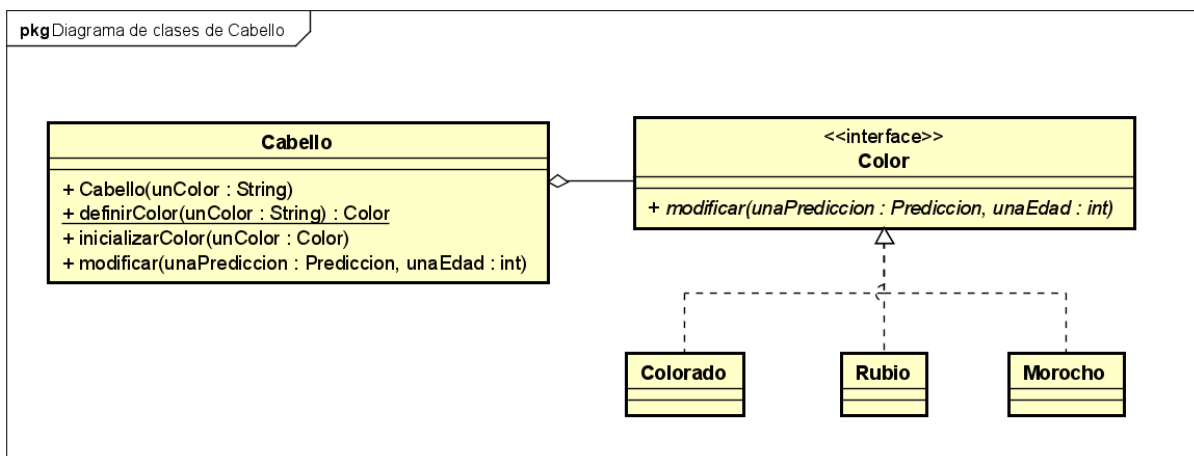 pkg Diagrama de clases de Cabello
Cabello
+ Cabello(unColor : String)
+ definirColor(unColor : String) : Color
+ inicializarColor(unColor : Color)
+ modificar(unaPrediccion : Prediccion, unaEdad : int)
<<interface>>
Color
+ modificar(unaPrediccion : Prediccion, unaEdad : int)
Colorado
Rubio
Morocho